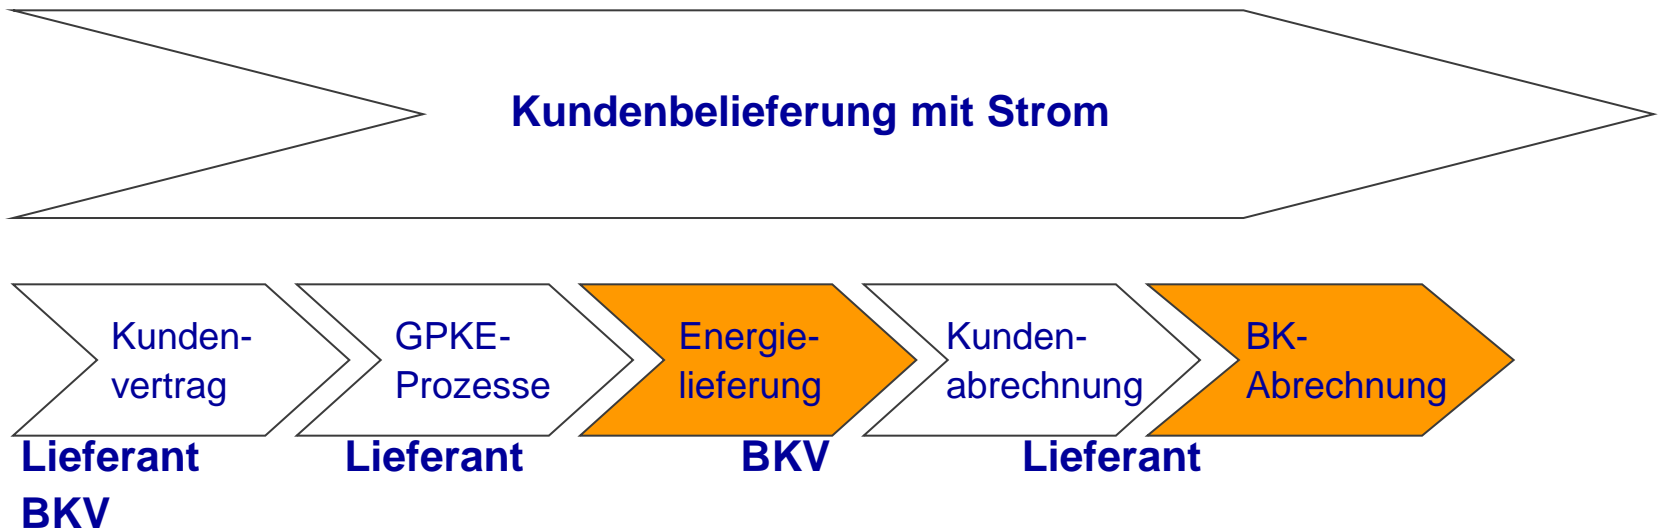 Kundenbelieferung mit Strom
Kunden-
vertrag
GPKE-
Prozesse
Energie-
lieferung
Kunden-
abrechnung
BK-
Abrechnung
Lieferant Lieferant BKV Lieferant
BKV